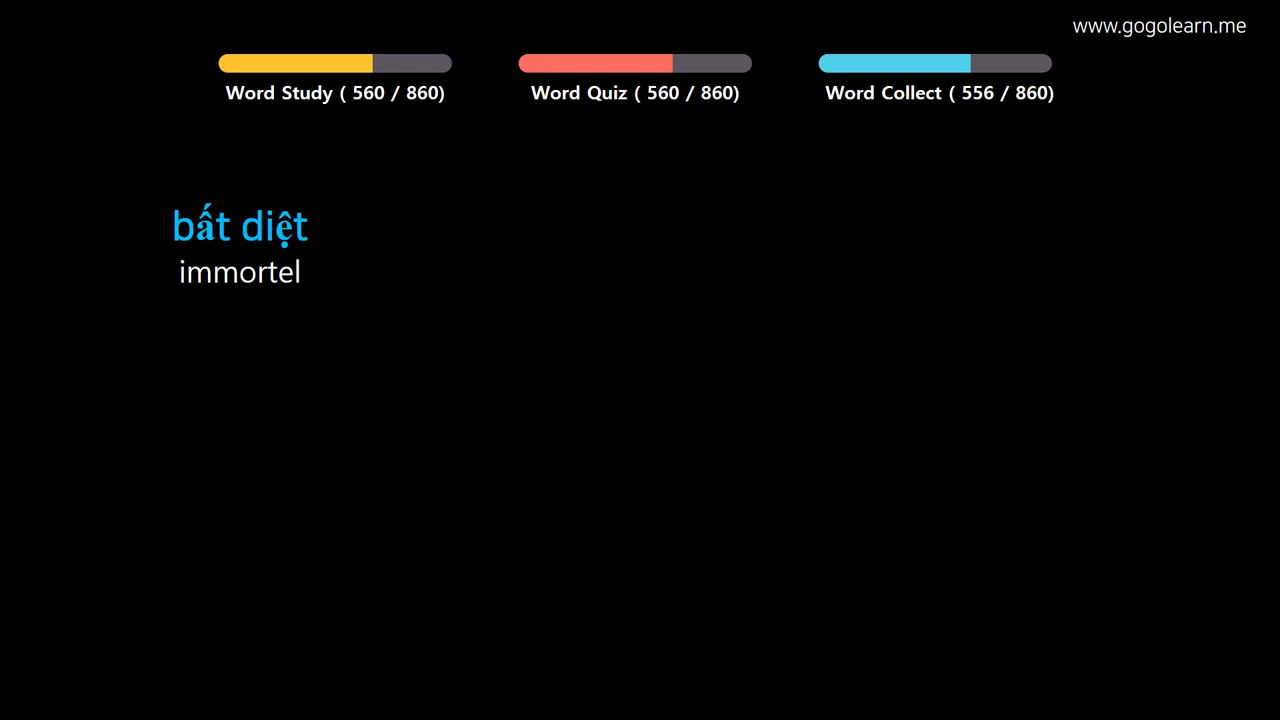 www.gogolearn.me
Word Study ( 560 / 860)
Word Quiz ( 560 / 860)
Word Collect ( 556 / 860)
bất diệt
immortel